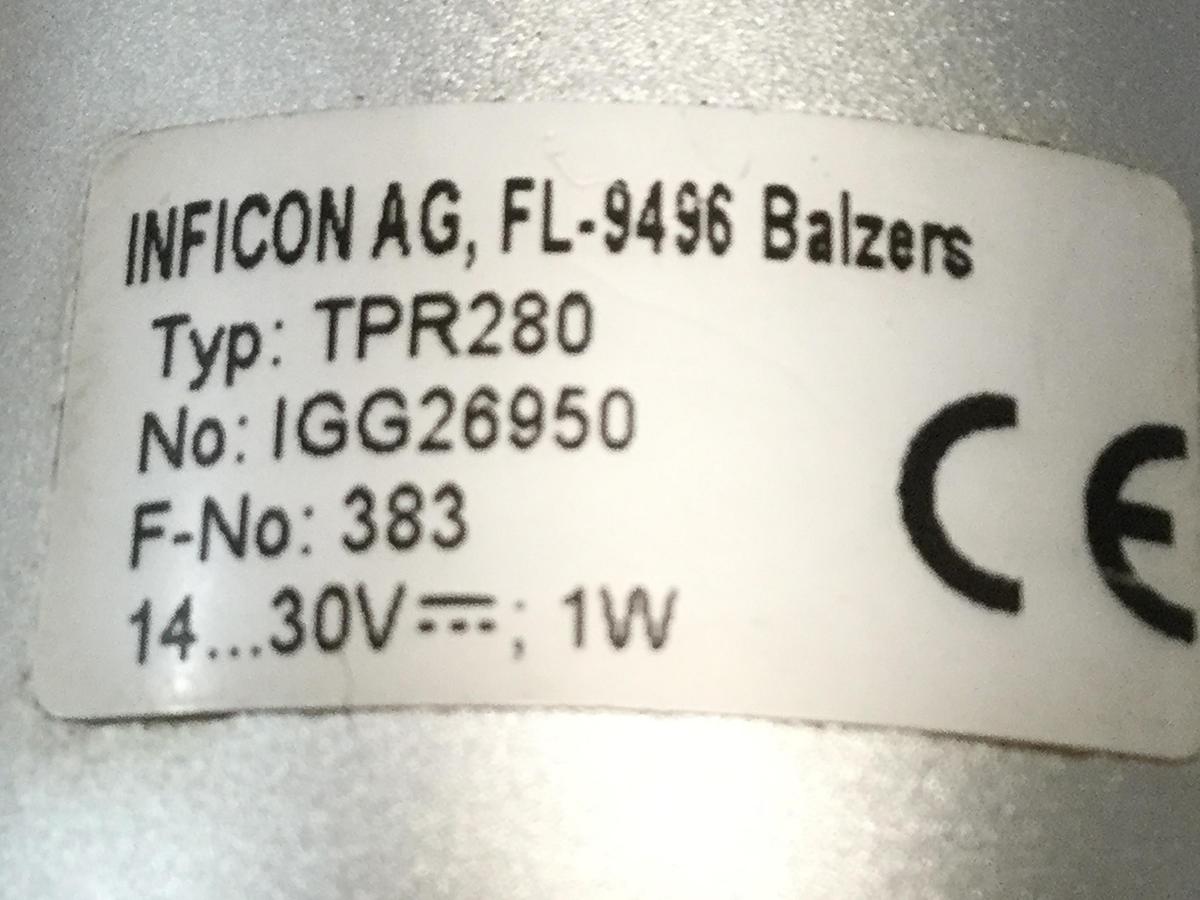 INFICON AG, FL-9496 Balzers
Typ: TPR280
No: IGG26950
F-No: 383
14...30V⎓; 1W
CE